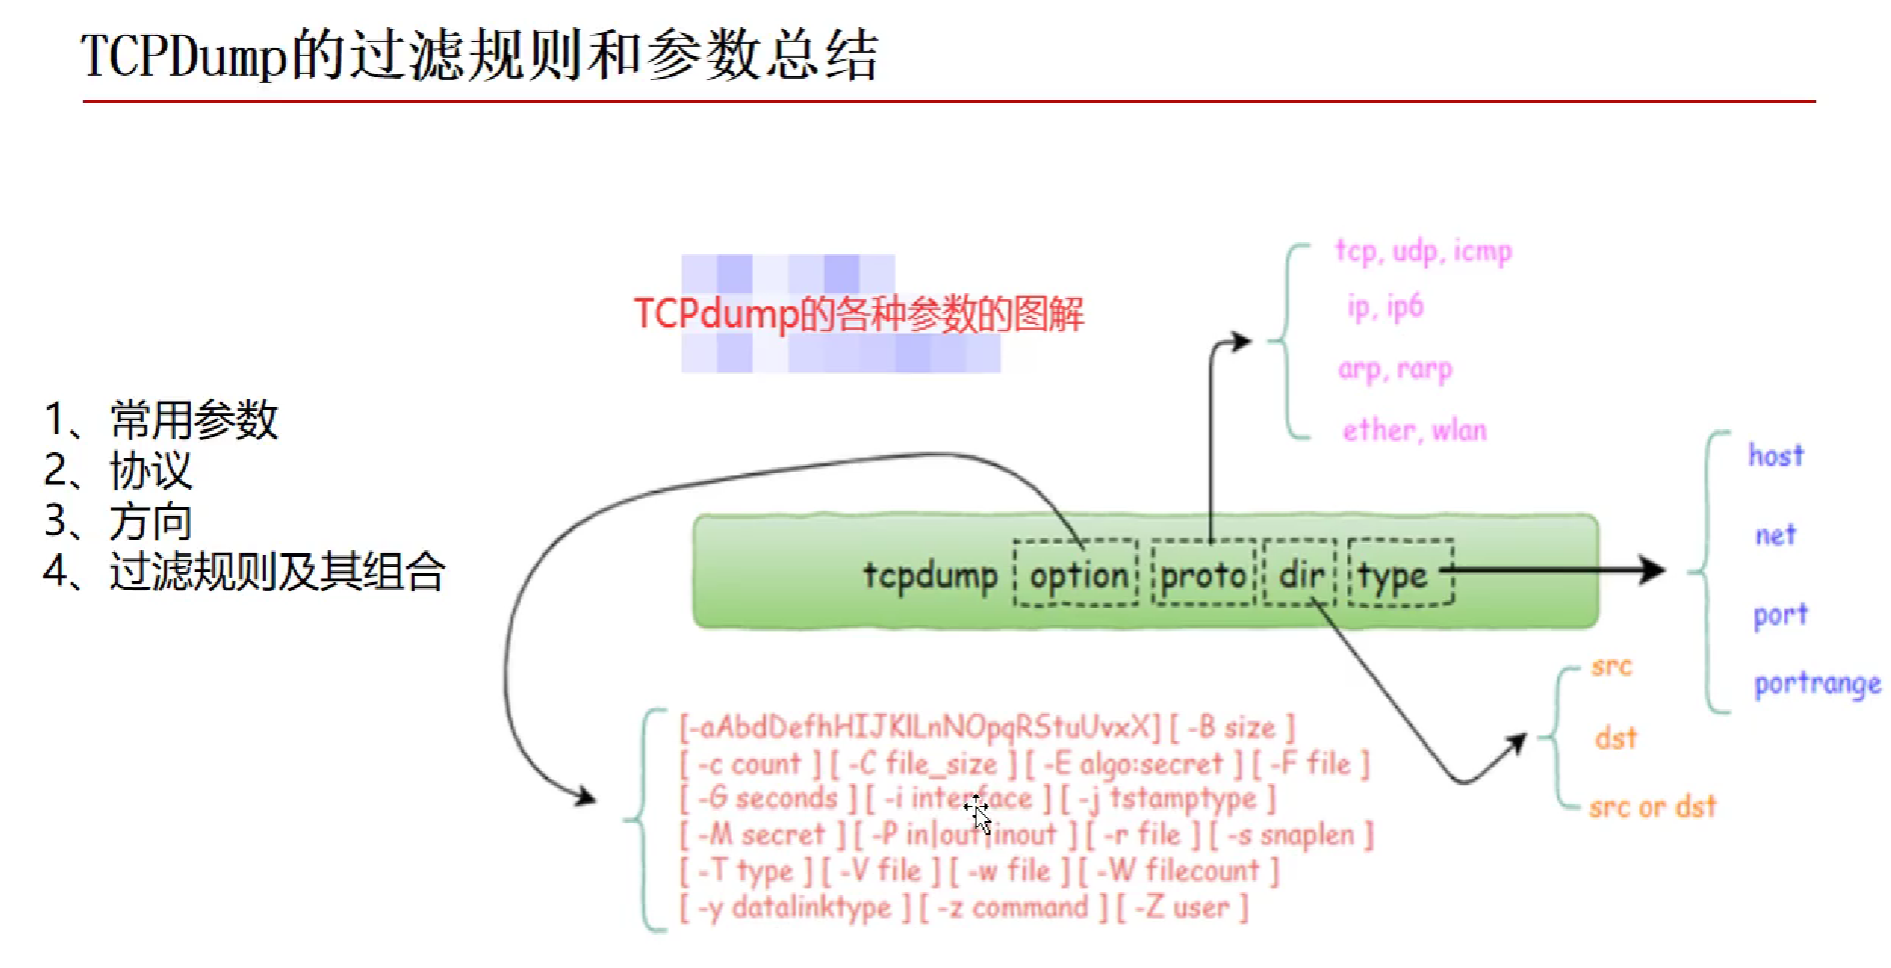 TCPDump的过滤规则和参数总结
TCPdump的各种参数的图解
1、常用参数
2、协议
3、方向
4、过滤规则及其组合
tcp, udp, icmp
ip, ip6
arp, rarp
ether, wlan
tcpdump option proto dir type
host
net
port
portrange
src
dst
src or dst
[-aAbdDefhHIJKlLnNOpqRStuUvxX] [ -B size ]
[ -c count ] [ -C file_size ] [ -E algo:secret ] [ -F file ]
[ -G seconds ] [ -i interface ] [ -j tstamptype ]
[ -M secret ] [ -P in|out|inout ] [ -r file ] [ -s snaplen ]
[ -T type ] [ -V file ] [ -w file ] [ -W filecount ]
[ -y datalinktype ] [ -z command ] [ -Z user ]